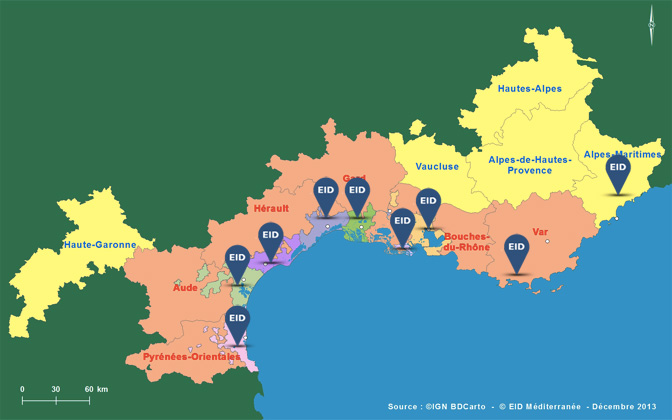 Hautes-Alpes
Alpes-Maritimes
Vaucluse
Alpes-de-Hautes-
Provence
EID
Gard
EID
EID
EID
Hérault
EID
Bouches-
du-Rhône
Var
EID
EID
Haute-Garonne
EID
Aude
EID
Pyrénées-Orientales
0 30 60 km
Source : ©IGN BDCarto - © EID Méditerranée - Décembre 2013